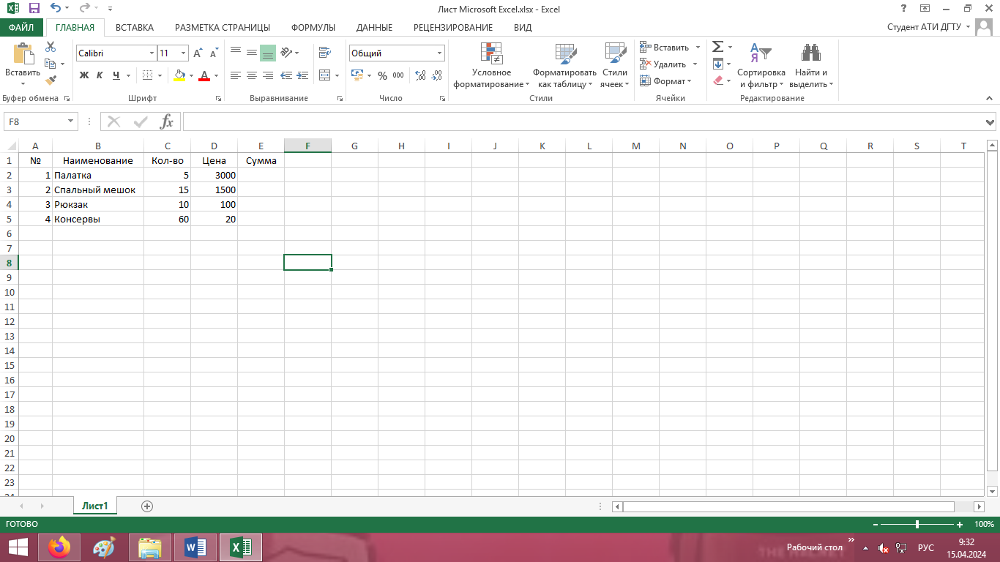 Лист Microsoft Excel.xlsx - Excel
?
ФАЙЛ ГЛАВНАЯ ВСТАВКА РАЗМЕТКА СТРАНИЦЫ ФОРМУЛЫ ДАННЫЕ РЕЦЕНЗИРОВАНИЕ ВИД Студент АТИ ДГТУ
Вставить
Буфер обмена
Calibri 11
Ж К Ч
Шрифт
Выравнивание
Общий
% 000
Число
Условное
форматирование
Форматировать
как таблицу
Стили
ячеек
Стили
Вставить
Удалить
Формат
Ячейки
Сортировка
и фильтр
Найти и
выделить
Редактирование
F8 fx
A B C D E F G H I J K L M N O P Q R S T
1 № Наименование Кол-во Цена Сумма
2 1 Палатка 5 3000
3 2 Спальный мешок 15 1500
4 3 Рюкзак 10 100
5 4 Консервы 60 20
6
7
8
9
10
11
12
13
14
15
16
17
18
19
20
21
22
23
24
Лист1
ГОТОВО 100%
Рабочий стол » РУС 9:32
15.04.2024